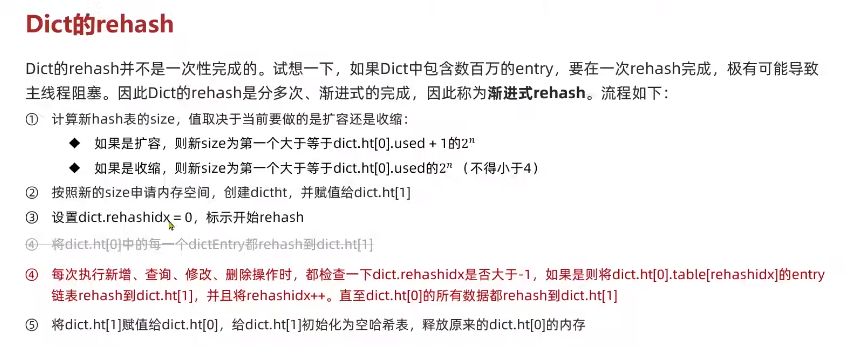 Dict的rehash
Dict的rehash并不是一次性完成的。试想一下，如果Dict中包含数百万的entry，要在一次rehash完成，极有可能导致
主线程阻塞。因此Dict的rehash是分多次、渐进式的完成，因此称为渐进式rehash。流程如下：
① 计算新hash表的size，值取决于当前要做的是扩容还是收缩：
◆ 如果是扩容，则新size为第一个大于等于dict.ht[0].used + 1的2ⁿ
◆ 如果是收缩，则新size为第一个大于等于dict.ht[0].used的2ⁿ （不得小于4）
② 按照新的size申请内存空间，创建dictht，并赋值给dict.ht[1]
③ 设置dict.rehashidx = 0，标示开始rehash
④ 将dict.ht[0]中的每一个dictEntry都rehash到dict.ht[1]
④ 每次执行新增、查询、修改、删除操作时，都检查一下dict.rehashidx是否大于-1，如果是则将dict.ht[0].table[rehashidx]的entry
链表rehash到dict.ht[1]，并且将rehashidx++。直至dict.ht[0]的所有数据都rehash到dict.ht[1]
⑤ 将dict.ht[1]赋值给dict.ht[0]，给dict.ht[1]初始化为空哈希表，释放原来的dict.ht[0]的内存